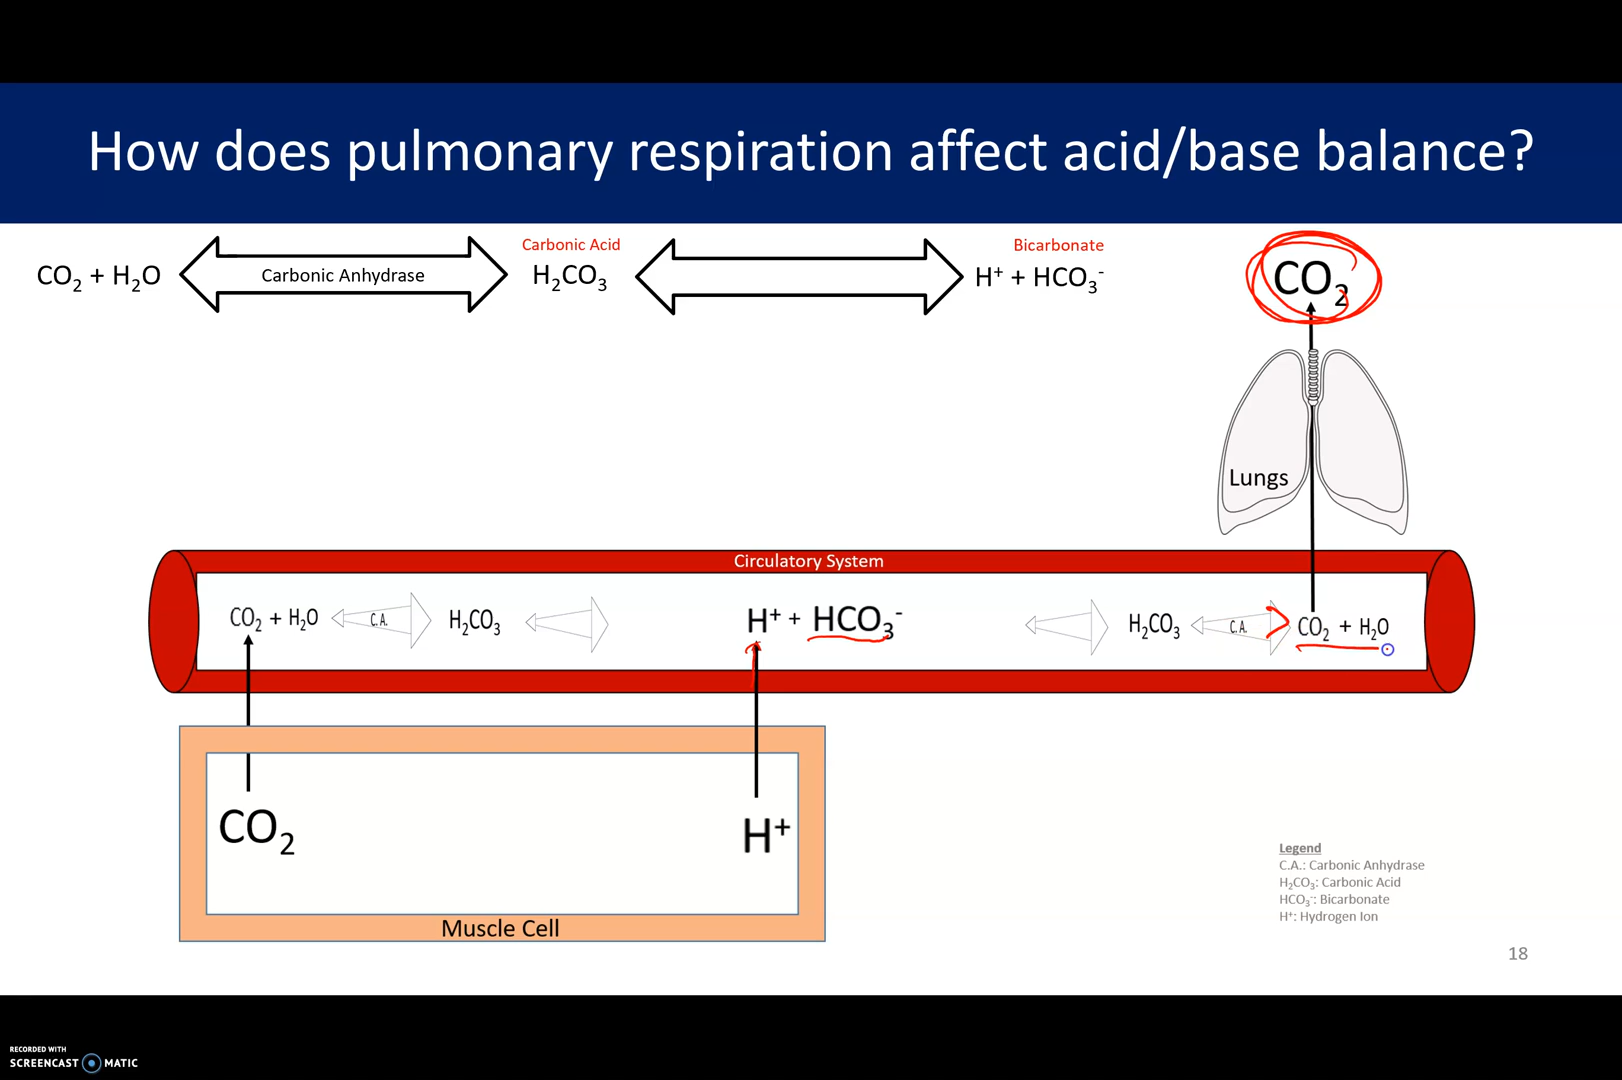 How does pulmonary respiration affect acid/base balance?
Carbonic Acid
Bicarbonate
CO₂ + H₂O
Carbonic Anhydrase
H₂CO₃
H⁺ + HCO₃⁻
CO₂
Lungs
Circulatory System
CO₂ + H₂O
C.A.
H₂CO₃
H⁺ + HCO₃⁻
H₂CO₃
C.A.
CO₂ + H₂O
CO₂
H⁺
Muscle Cell
Legend
C.A.: Carbonic Anhydrase
H₂CO₃: Carbonic Acid
HCO₃⁻: Bicarbonate
H⁺: Hydrogen Ion
18
RECORDED WITH
SCREENCAST MATIC